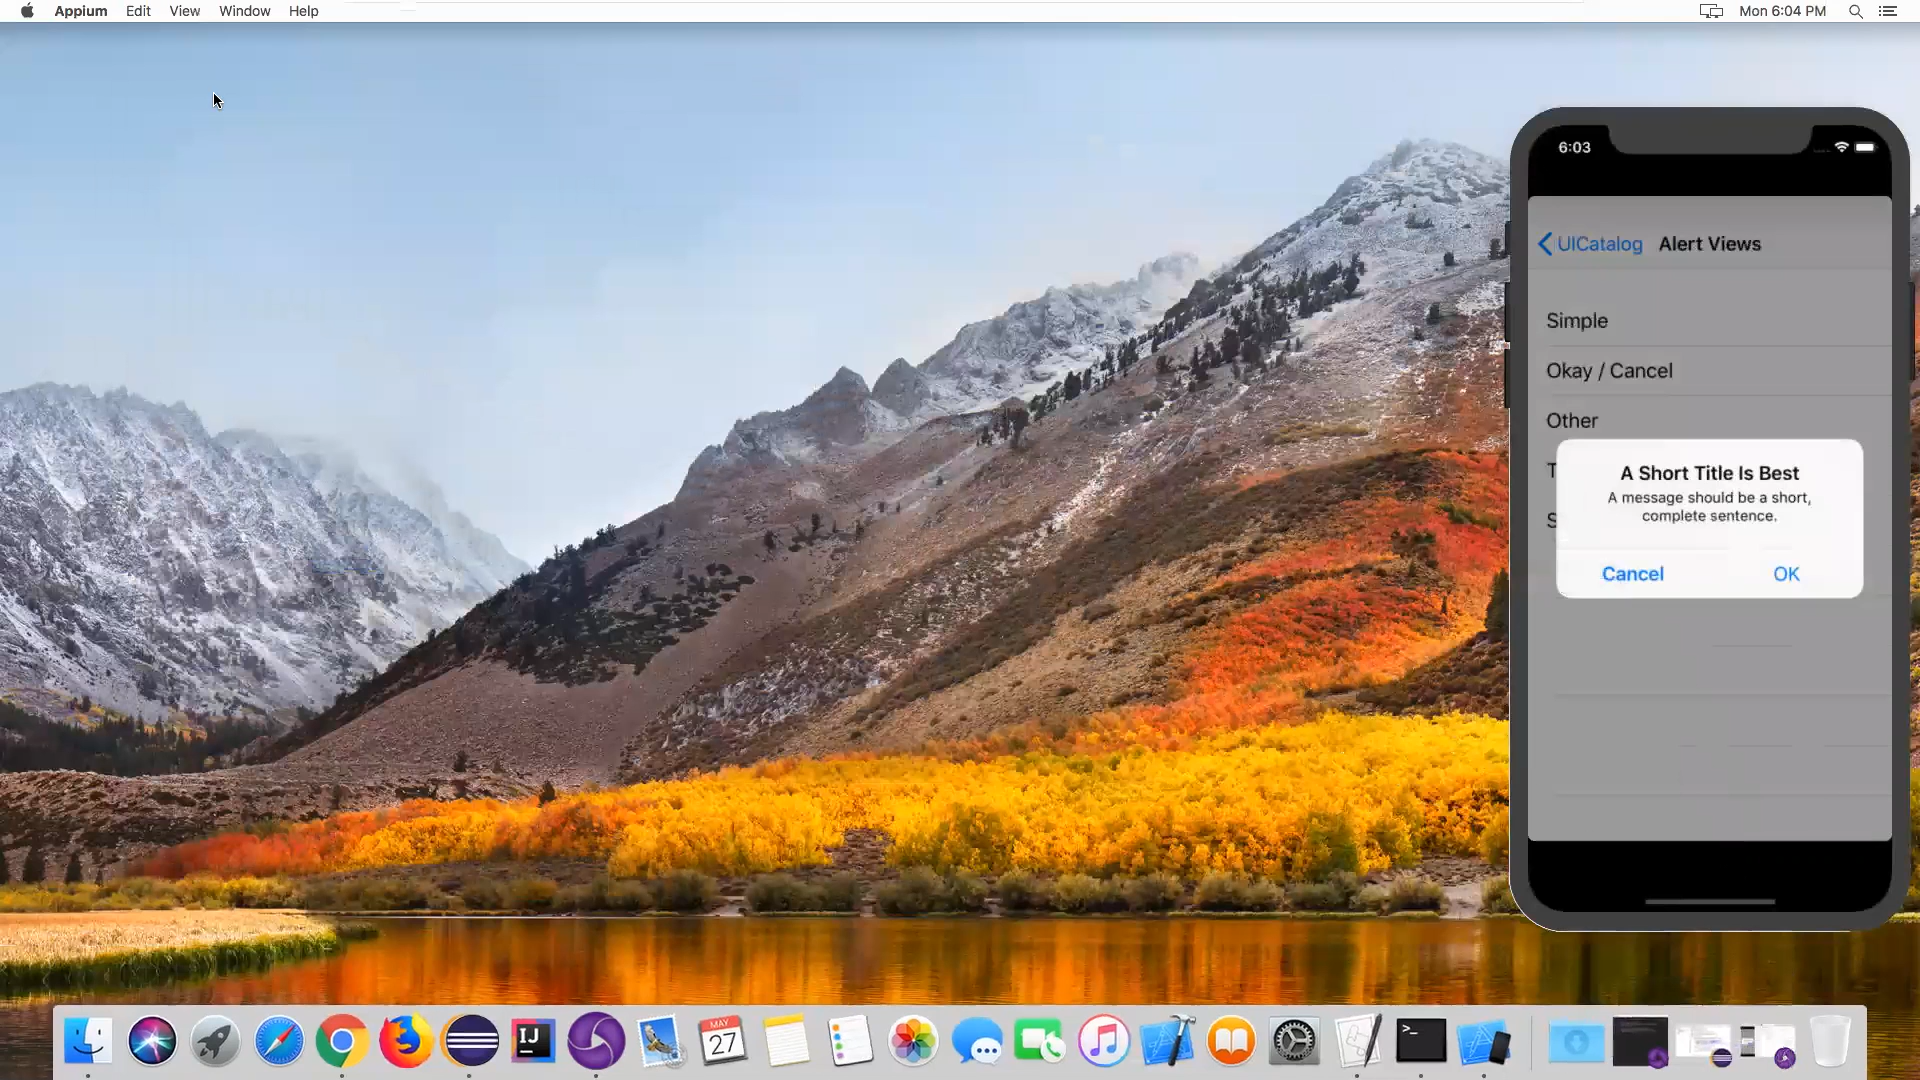 Appium Edit View Window Help
Mon 6:04 PM
6:03
UICatalog Alert Views
Simple
Okay / Cancel
Other
T
A Short Title Is Best
A message should be a short,
complete sentence.
S
Cancel OK
IJ
MAY
27
>_